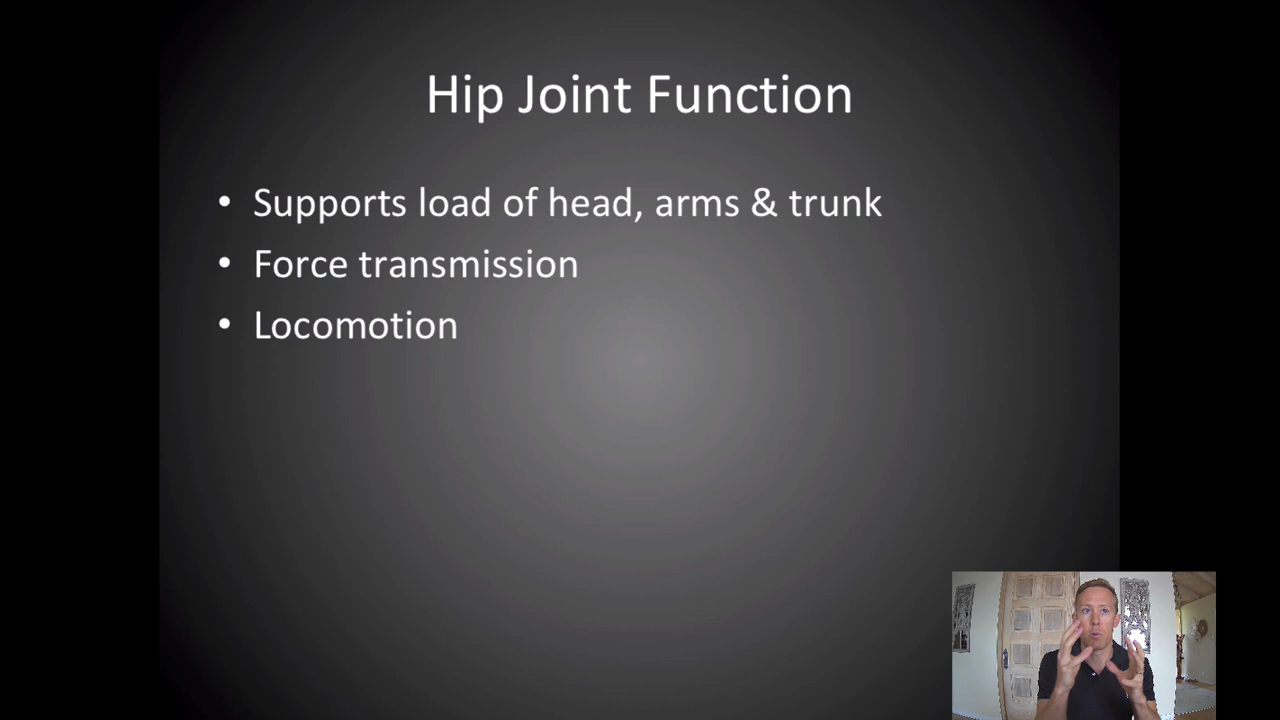 Hip Joint Function
• Supports load of head, arms & trunk
• Force transmission
• Locomotion